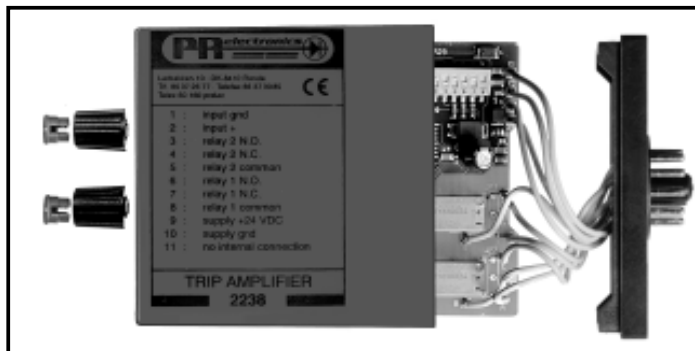 PR electronics
CE
1 : input gnd
2 : input +
3 : relay 2 N.O.
4 : relay 2 N.C.
5 : relay 2 common
6 : relay 1 N.O.
7 : relay 1 N.C.
8 : relay 1 common
9 : supply +24 VDC
10 : supply gnd
11 : no internal connection
TRIP AMPLIFIER
2238